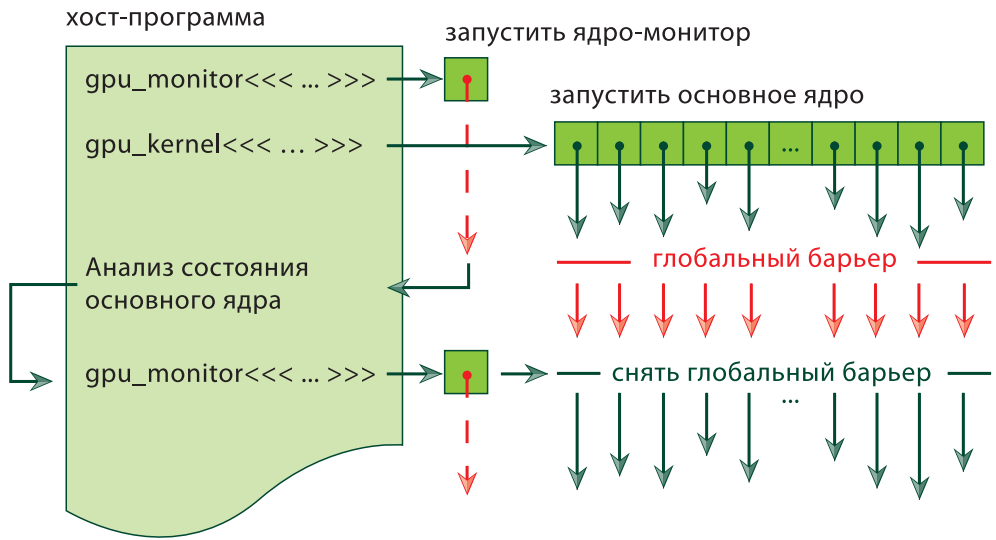 хост-программа
запустить ядро-монитор
gpu_monitor<<< ... >>>
запустить основное ядро
gpu_kernel<<< ... >>>
...
глобальный барьер
Анализ состояния
основного ядра
gpu_monitor<<< ... >>>
снять глобальный барьер
...